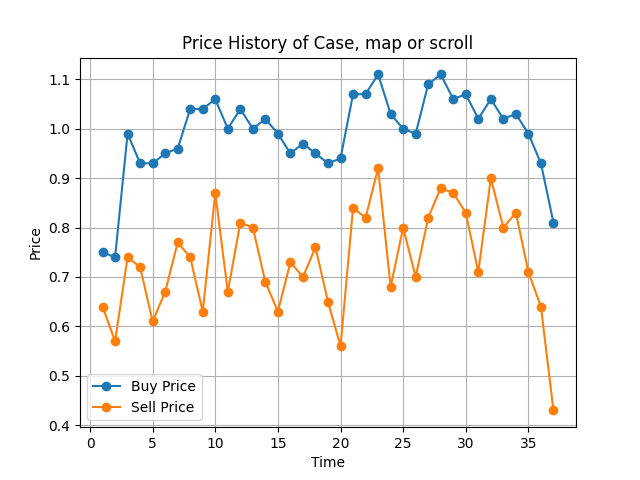 Price History of Case, map or scroll
Price
1.1
1.0
0.9
0.8
0.7
0.6
0.5
0.4
Buy Price
Sell Price
0 5 10 15 20 25 30 35
Time